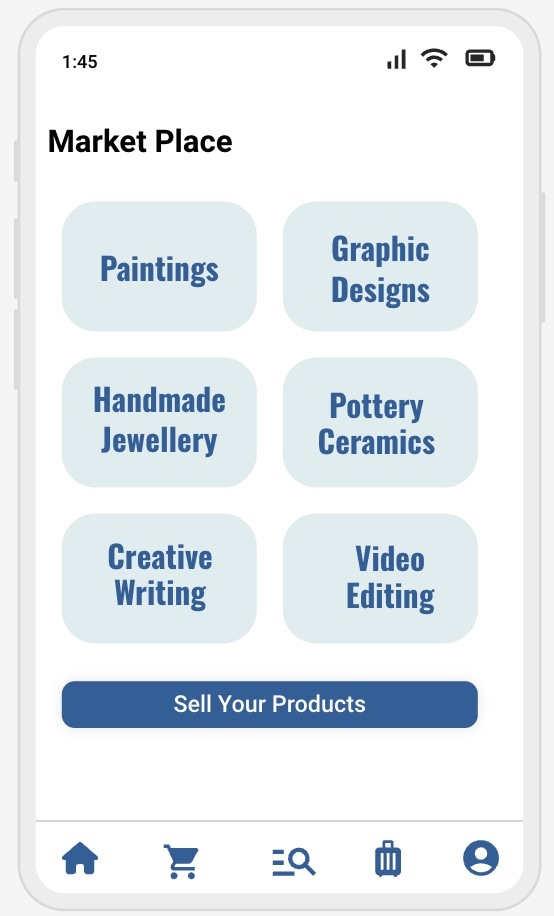 1:45
Market Place
Paintings
Graphic
Designs
Handmade
Jewellery
Pottery
Ceramics
Creative
Writing
Video
Editing
Sell Your Products